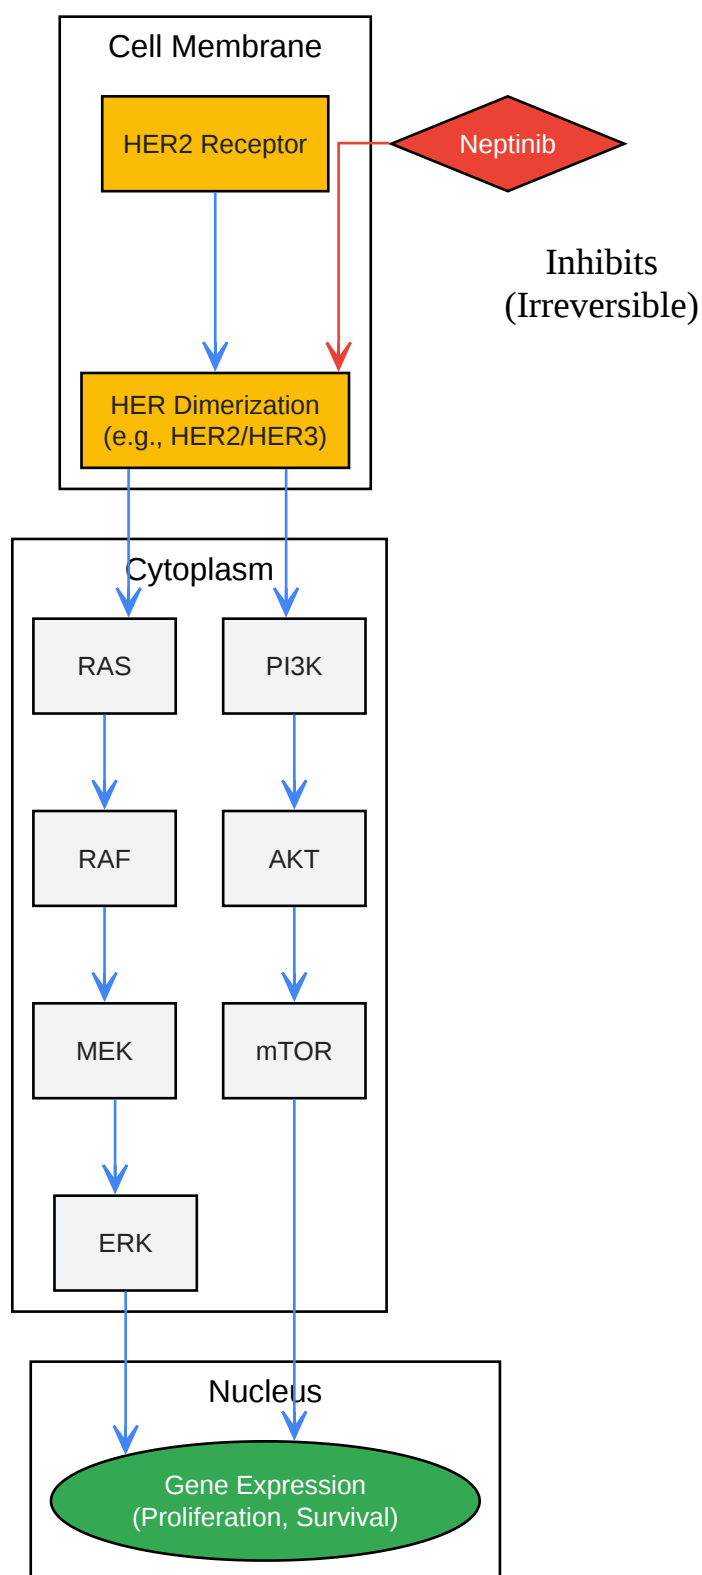 Cell Membrane
HER2 Receptor
Neptinib
Inhibits
(Irreversible)
HER Dimerization
(e.g., HER2/HER3)
Cytoplasm
RAS
PI3K
RAF
AKT
MEK
mTOR
ERK
Nucleus
Gene Expression
(Proliferation, Survival)